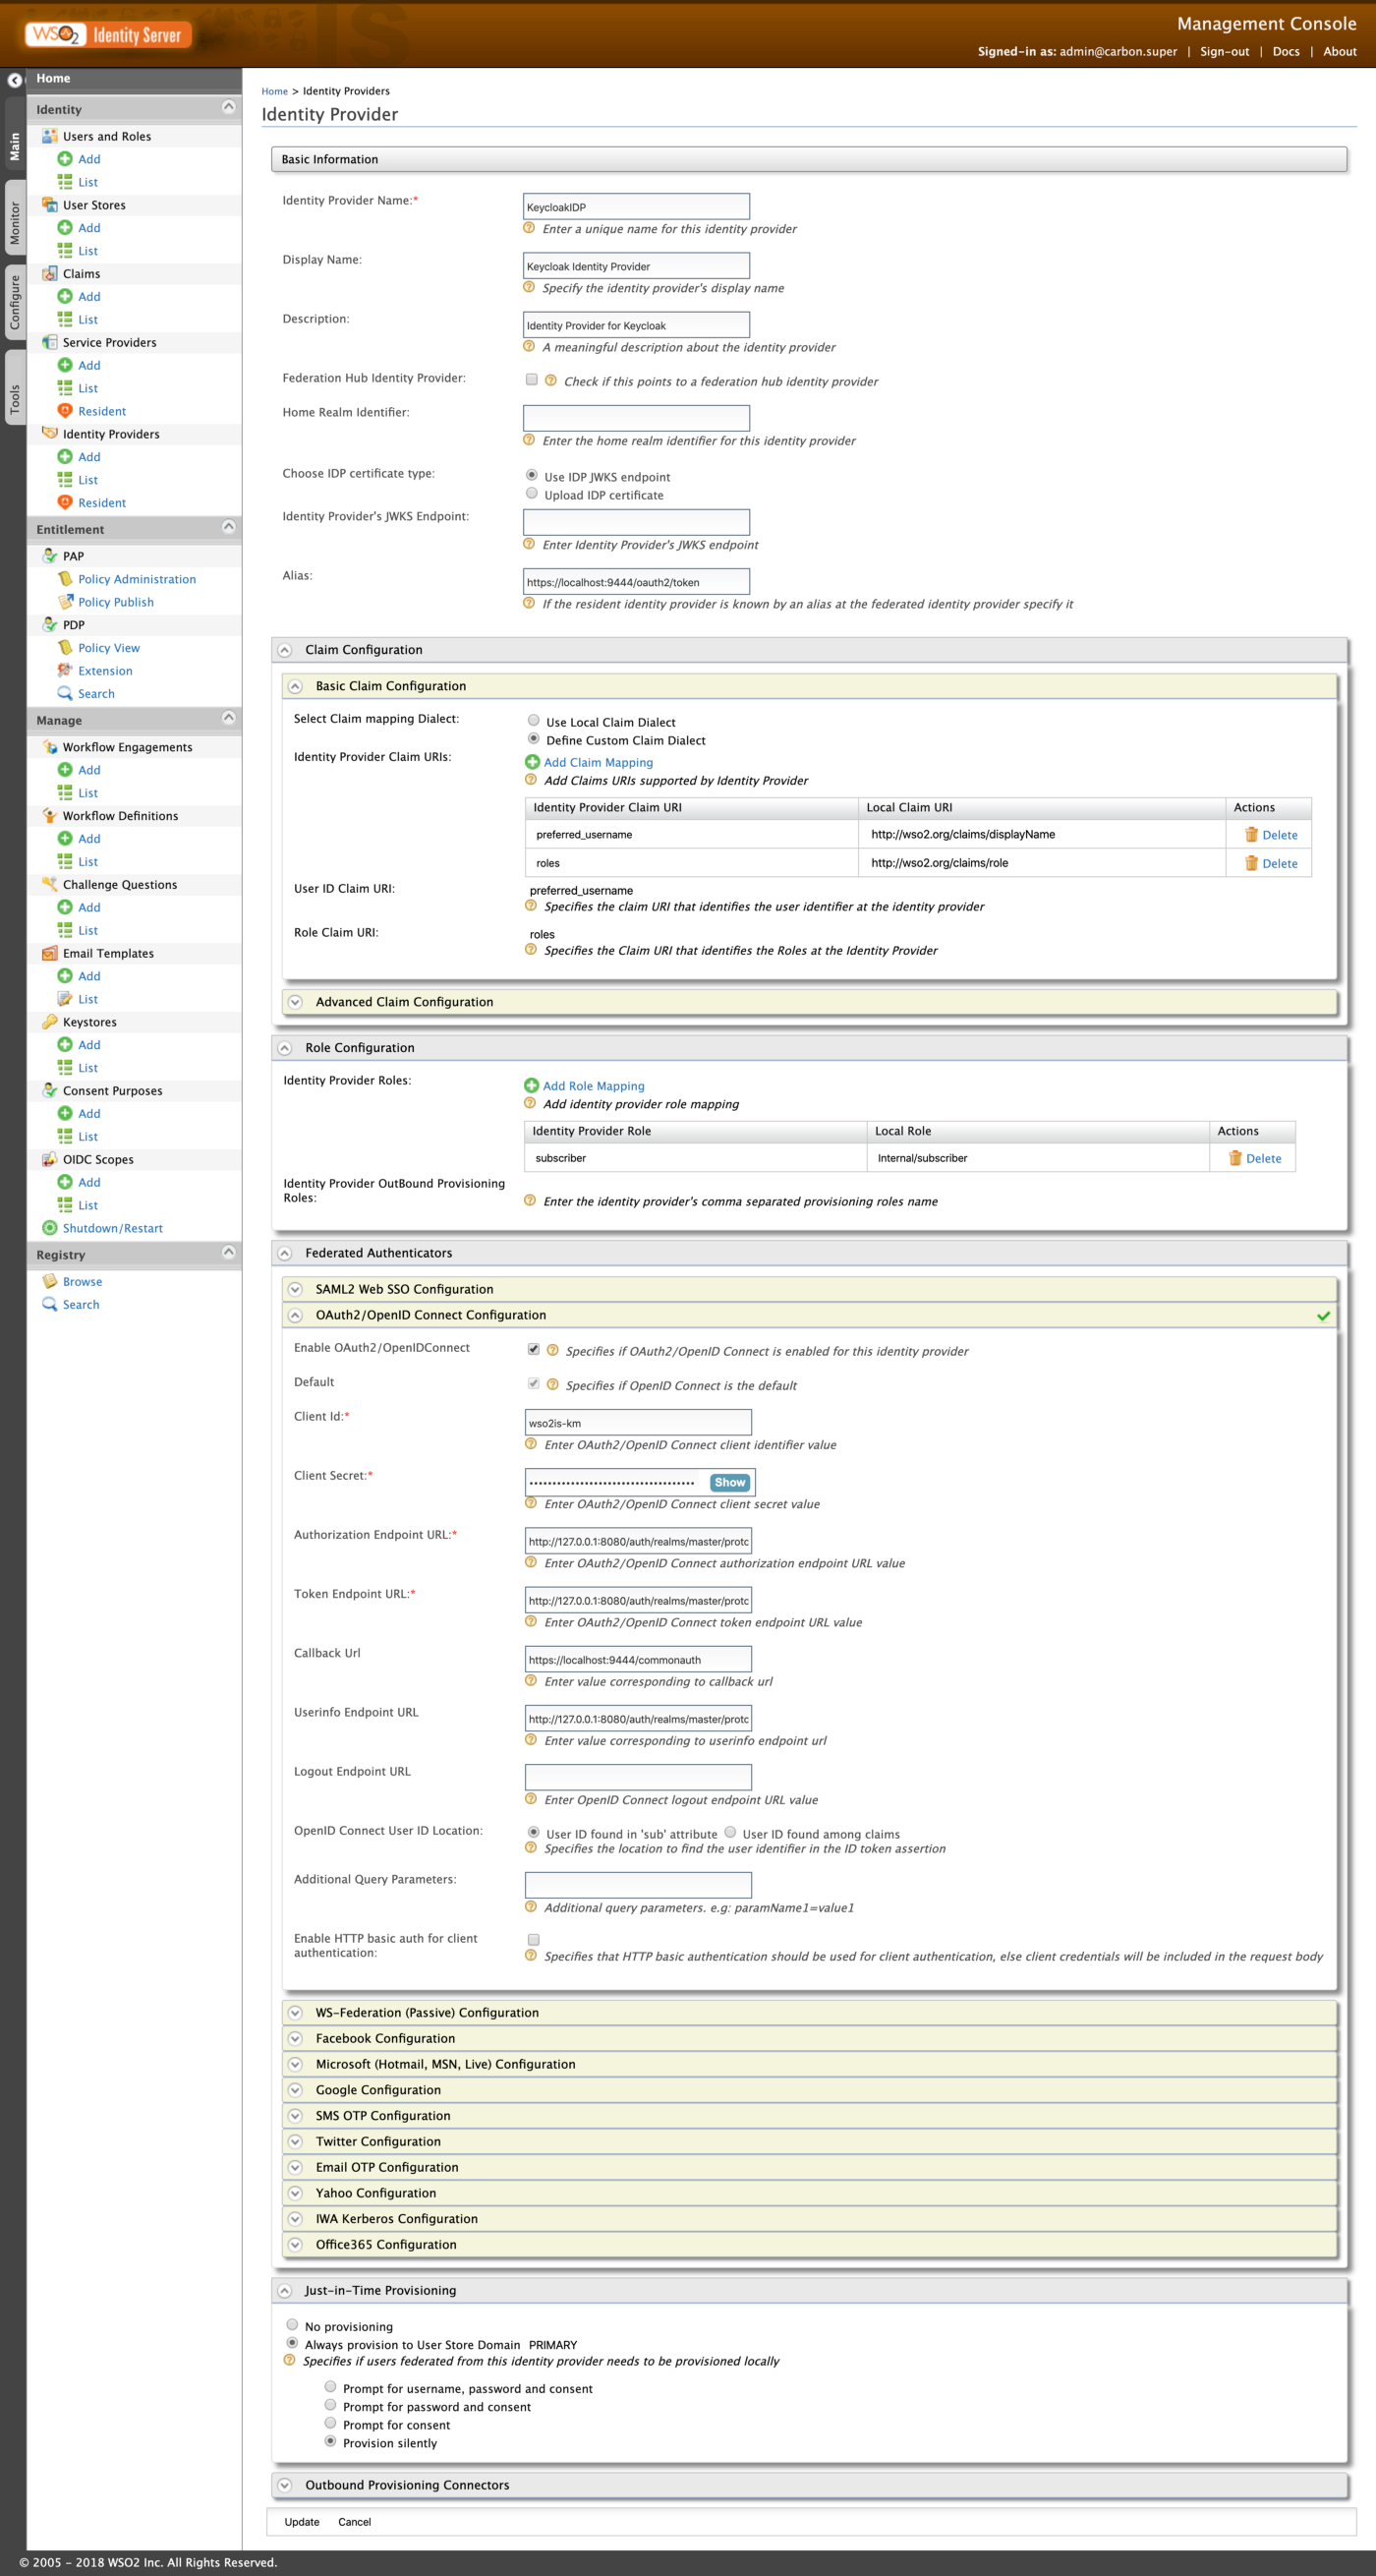 WSO2 Identity Server
Management Console
Signed-in as: admin@carbon.super | Sign-out | Docs | About
Main
Monitor
Configure
Tools
Home
Identity
Users and Roles
Add
List
User Stores
Add
List
Claims
Add
List
Service Providers
Add
List
Resident
Identity Providers
Add
List
Resident
Entitlement
PAP
Policy Administration
Policy Publish
PDP
Policy View
Extension
Search
Manage
Workflow Engagements
Add
List
Workflow Definitions
Add
List
Challenge Questions
Add
List
Email Templates
Add
List
Keystores
Add
List
Consent Purposes
Add
List
OIDC Scopes
Add
List
Shutdown/Restart
Registry
Browse
Search
Home > Identity Providers
Identity Provider
Basic Information
Identity Provider Name:* KeycloakIDP
Enter a unique name for this identity provider
Display Name: Keycloak Identity Provider
Specify the identity provider's display name
Description: Identity Provider for Keycloak
A meaningful description about the identity provider
Federation Hub Identity Provider: Check if this points to a federation hub identity provider
Home Realm Identifier:
Enter the home realm identifier for this identity provider
Choose IDP certificate type: Use IDP JWKS endpoint
Upload IDP certificate
Identity Provider's JWKS Endpoint:
Enter Identity Provider's JWKS endpoint
Alias: https://localhost:9444/oauth2/token
If the resident identity provider is known by an alias at the federated identity provider specify it
Claim Configuration
Basic Claim Configuration
Select Claim mapping Dialect: Use Local Claim Dialect
Define Custom Claim Dialect
Identity Provider Claim URIs: Add Claim Mapping
Add Claims URIs supported by Identity Provider
Identity Provider Claim URI Local Claim URI Actions
preferred_username http://wso2.org/claims/displayName Delete
roles http://wso2.org/claims/role Delete
User ID Claim URI: preferred_username
Specifies the claim URI that identifies the user identifier at the identity provider
Role Claim URI: roles
Specifies the Claim URI that identifies the Roles at the Identity Provider
Advanced Claim Configuration
Role Configuration
Identity Provider Roles: Add Role Mapping
Add identity provider role mapping
Identity Provider Role Local Role Actions
subscriber Internal/subscriber Delete
Identity Provider OutBound Provisioning
Roles: Enter the identity provider's comma separated provisioning roles name
Federated Authenticators
SAML2 Web SSO Configuration
OAuth2/OpenID Connect Configuration
Enable OAuth2/OpenIDConnect Specifies if OAuth2/OpenID Connect is enabled for this identity provider
Default Specifies if OpenID Connect is the default
Client Id:* wso2is-km
Enter OAuth2/OpenID Connect client identifier value
Client Secret:* Show
Enter OAuth2/OpenID Connect client secret value
Authorization Endpoint URL:* http://127.0.0.1:8080/auth/realms/master/protc
Enter OAuth2/OpenID Connect authorization endpoint URL value
Token Endpoint URL:* http://127.0.0.1:8080/auth/realms/master/protc
Enter OAuth2/OpenID Connect token endpoint URL value
Callback Url https://localhost:9444/commonauth
Enter value corresponding to callback url
Userinfo Endpoint URL http://127.0.0.1:8080/auth/realms/master/protc
Enter value corresponding to userinfo endpoint url
Logout Endpoint URL
Enter OpenID Connect logout endpoint URL value
OpenID Connect User ID Location: User ID found in 'sub' attribute User ID found among claims
Specifies the location to find the user identifier in the ID token assertion
Additional Query Parameters:
Additional query parameters. e.g: paramName1=value1
Enable HTTP basic auth for client
authentication: Specifies that HTTP basic authentication should be used for client authentication, else client credentials will be included in the request body
WS-Federation (Passive) Configuration
Facebook Configuration
Microsoft (Hotmail, MSN, Live) Configuration
Google Configuration
SMS OTP Configuration
Twitter Configuration
Email OTP Configuration
Yahoo Configuration
IWA Kerberos Configuration
Office365 Configuration
Just-in-Time Provisioning
No provisioning
Always provision to User Store Domain PRIMARY
Specifies if users federated from this identity provider needs to be provisioned locally
Prompt for username, password and consent
Prompt for password and consent
Prompt for consent
Provision silently
Outbound Provisioning Connectors
Update Cancel
© 2005 - 2018 WSO2 Inc. All Rights Reserved.